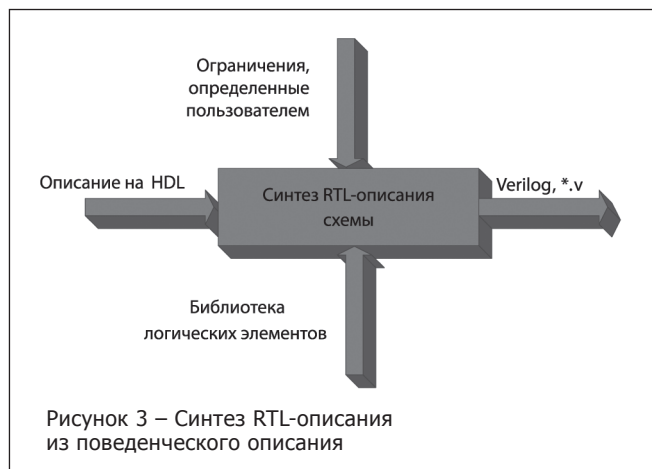 Ограничения,
определенные
пользователем
Описание на HDL
Синтез RTL-описания
схемы
Verilog, *.v
Библиотека
логических элементов
Рисунок 3 – Синтез RTL-описания
из поведенческого описания